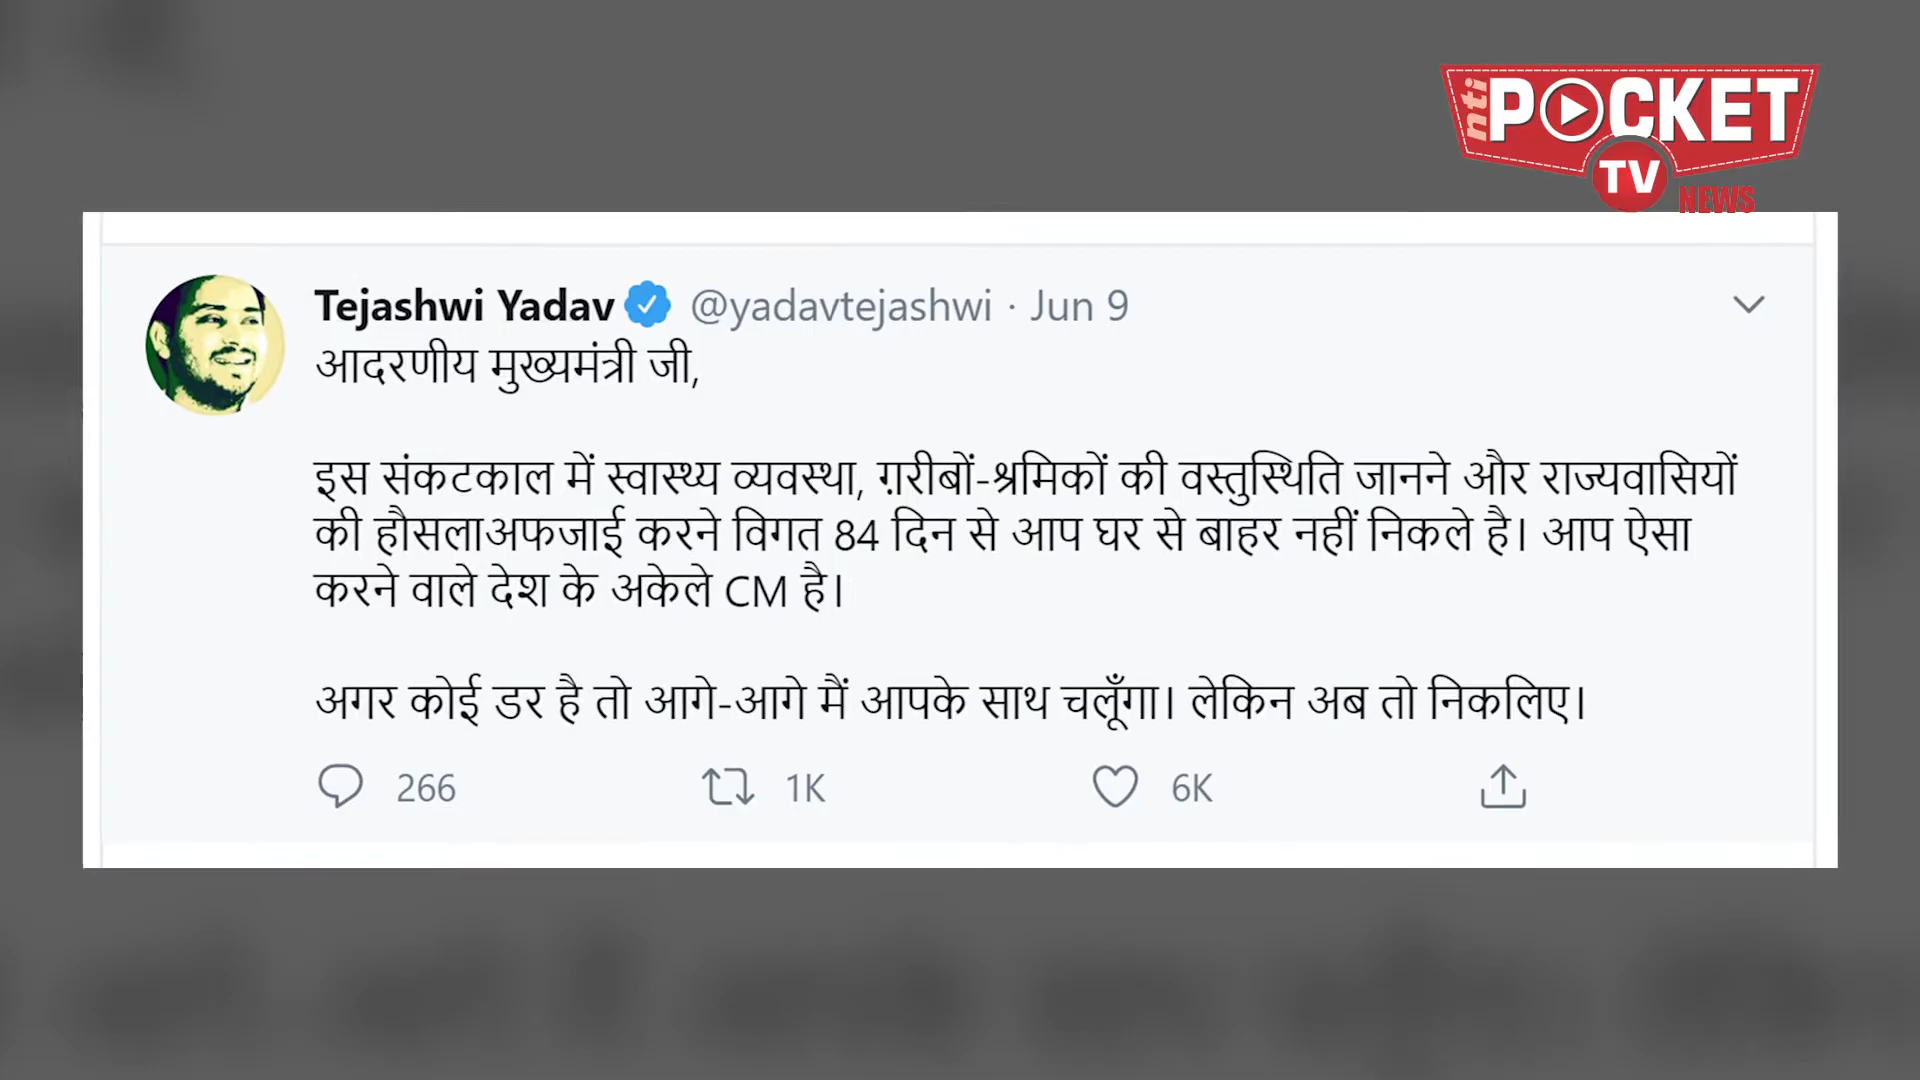 nti POCKET
TV
NEWS
Tejashwi Yadav @yadavtejashwi · Jun 9
आदरणीय मुख्यमंत्री जी,
इस संकटकाल में स्वास्थ्य व्यवस्था, ग़रीबों-श्रमिकों की वस्तुस्थिति जानने और राज्यवासियों
की हौसलाअफजाई करने विगत 84 दिन से आप घर से बाहर नहीं निकले है। आप ऐसा
करने वाले देश के अकेले CM है।
अगर कोई डर है तो आगे-आगे मैं आपके साथ चलूँगा। लेकिन अब तो निकलिए।
266 1K 6K